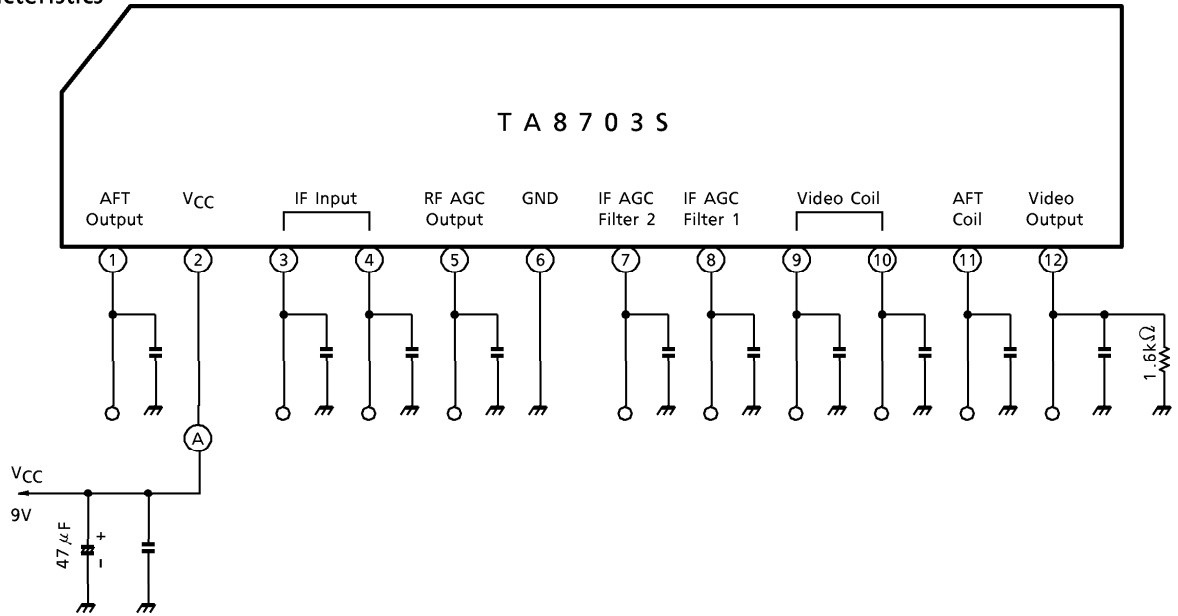 cteristics
TA8703S
AFT Output
VCC
IF Input
RF AGC Output
GND
IF AGC Filter 2
IF AGC Filter 1
Video Coil
AFT Coil
Video Output
1 2 3 4 5 6 7 8 9 10 11 12
1.6kΩ
A
VCC
9V
47μF
+
−